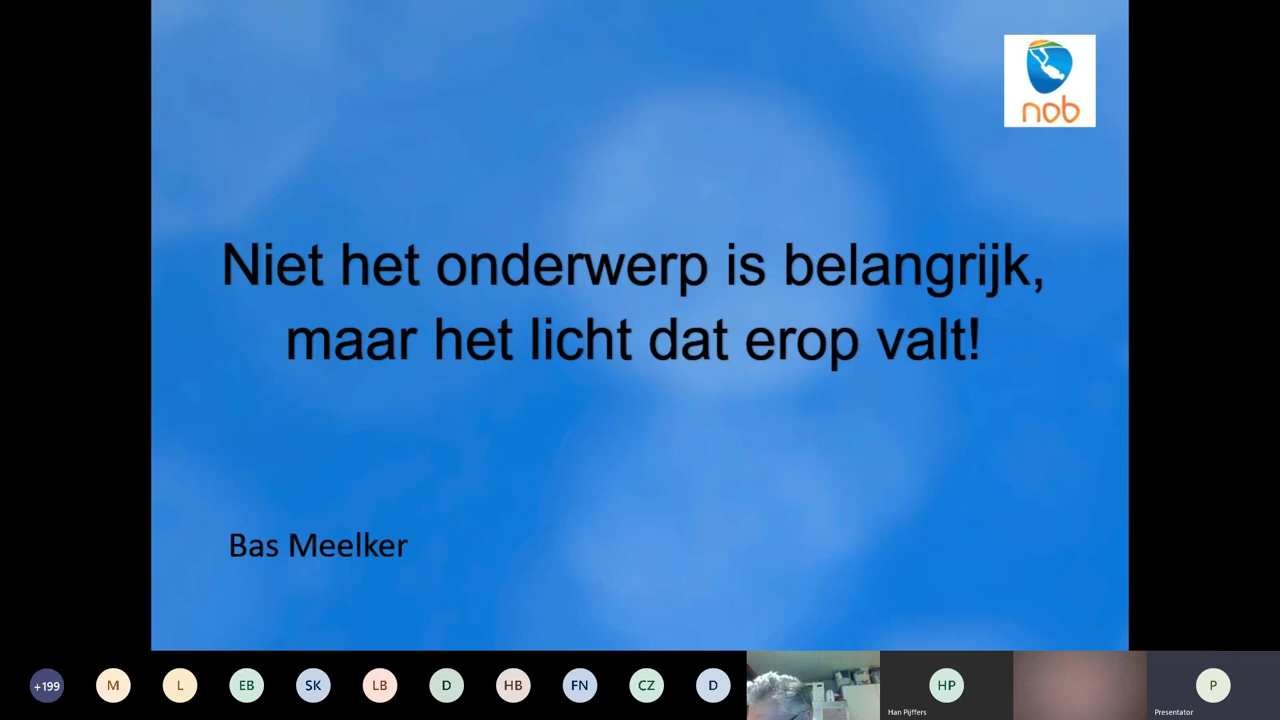 nob
Niet het onderwerp is belangrijk,
maar het licht dat erop valt!
Bas Meelker
+199
M
L
EB
SK
LB
D
HB
FN
CZ
D
HP
Han Pijffers
P
Presentator